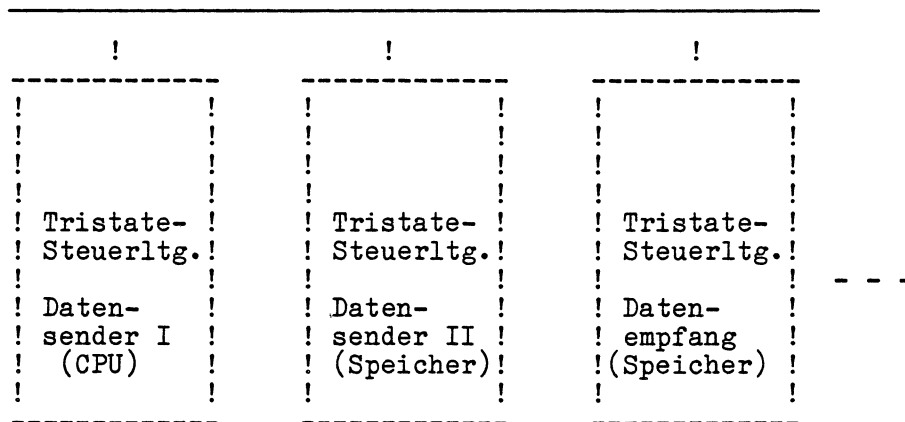 Tristate- Tristate- Tristate-
Steuerltg. Steuerltg. Steuerltg.
Daten- Daten- Daten-
sender I sender II empfang
(CPU) (Speicher) (Speicher)